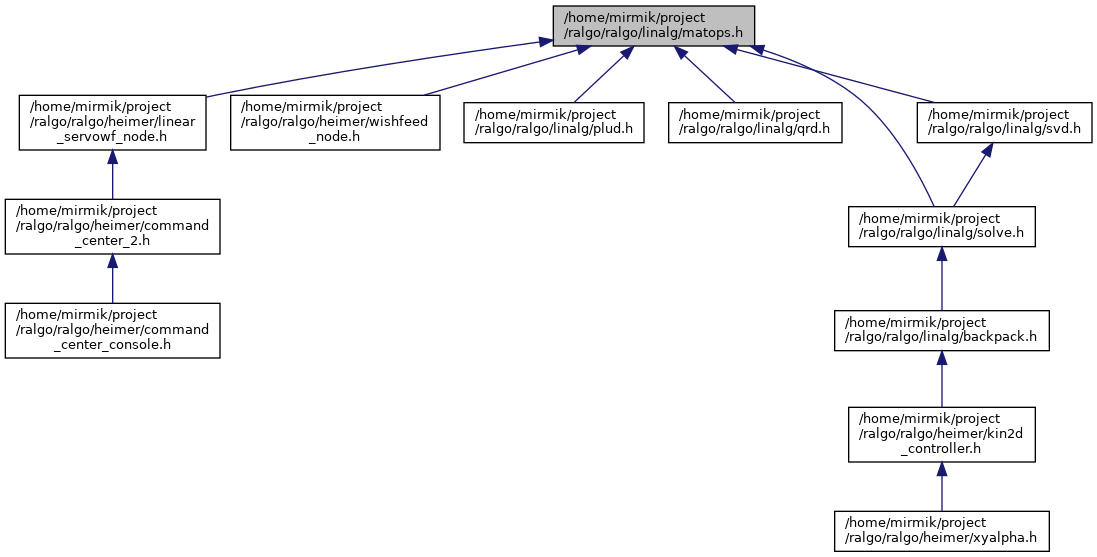 /home/mirmik/project
/ralgo/ralgo/linalg/matops.h
/home/mirmik/project
/ralgo/ralgo/heimer/linear
_servowf_node.h
/home/mirmik/project
/ralgo/ralgo/heimer/wishfeed
_node.h
/home/mirmik/project
/ralgo/ralgo/linalg/plud.h
/home/mirmik/project
/ralgo/ralgo/linalg/qrd.h
/home/mirmik/project
/ralgo/ralgo/linalg/svd.h
/home/mirmik/project
/ralgo/ralgo/heimer/command
_center_2.h
/home/mirmik/project
/ralgo/ralgo/linalg/solve.h
/home/mirmik/project
/ralgo/ralgo/heimer/command
_center_console.h
/home/mirmik/project
/ralgo/ralgo/linalg/backpack.h
/home/mirmik/project
/ralgo/ralgo/heimer/kin2d
_controller.h
/home/mirmik/project
/ralgo/ralgo/heimer/xyalpha.h